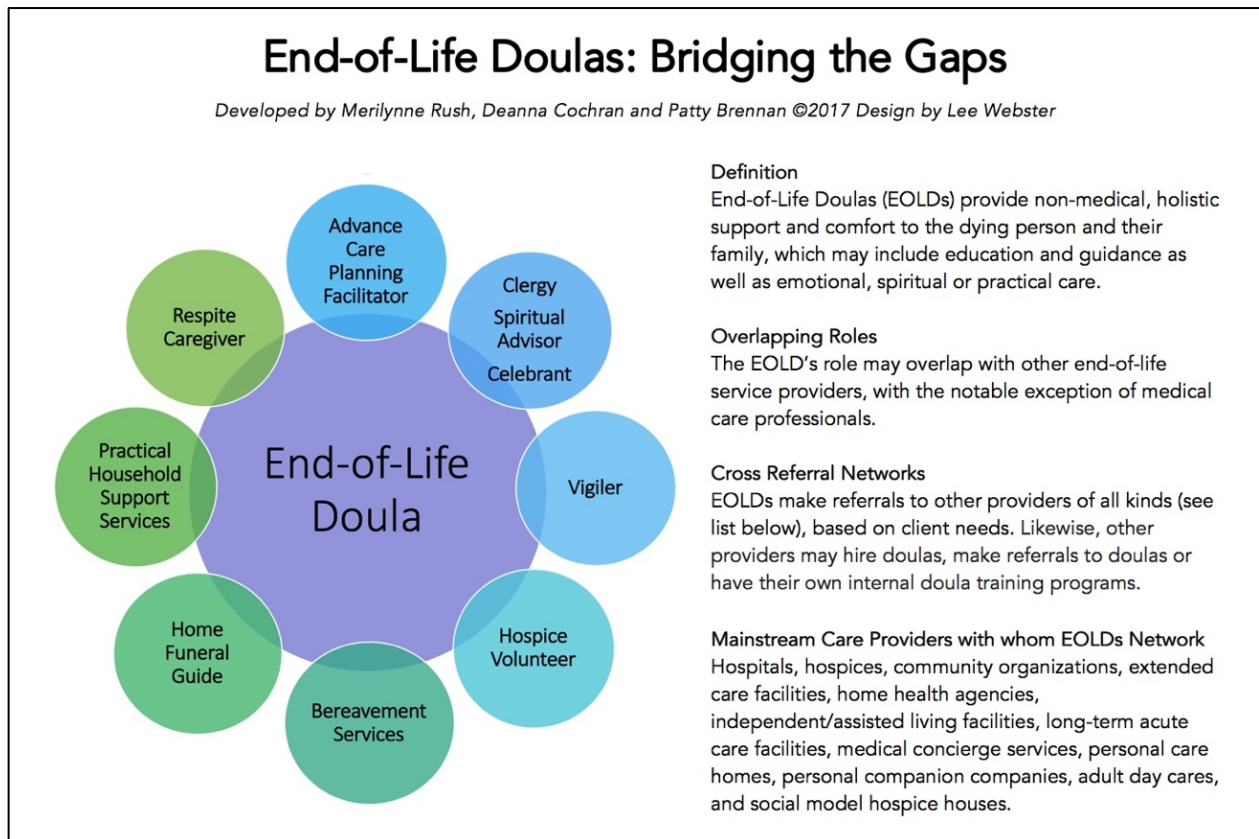 End-of-Life Doulas: Bridging the Gaps
Developed by Merilynne Rush, Deanna Cochran and Patty Brennan ©2017 Design by Lee Webster
Advance
Care
Planning
Facilitator
Clergy
Spiritual
Advisor
Celebrant
Vigiler
Hospice
Volunteer
Bereavement
Services
Home
Funeral
Guide
Practical
Household
Support
Services
Respite
Caregiver
End-of-Life
Doula
Definition
End-of-Life Doulas (EOLDs) provide non-medical, holistic
support and comfort to the dying person and their
family, which may include education and guidance as
well as emotional, spiritual or practical care.
Overlapping Roles
The EOLD’s role may overlap with other end-of-life
service providers, with the notable exception of medical
care professionals.
Cross Referral Networks
EOLDs make referrals to other providers of all kinds (see
list below), based on client needs. Likewise, other
providers may hire doulas, make referrals to doulas or
have their own internal doula training programs.
Mainstream Care Providers with whom EOLDs Network
Hospitals, hospices, community organizations, extended
care facilities, home health agencies,
independent/assisted living facilities, long-term acute
care facilities, medical concierge services, personal care
homes, personal companion companies, adult day cares,
and social model hospice houses.